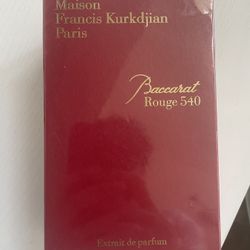 Maison
Francis Kurkdjian
Paris
Baccarat
Rouge 540
Extrait de parfum